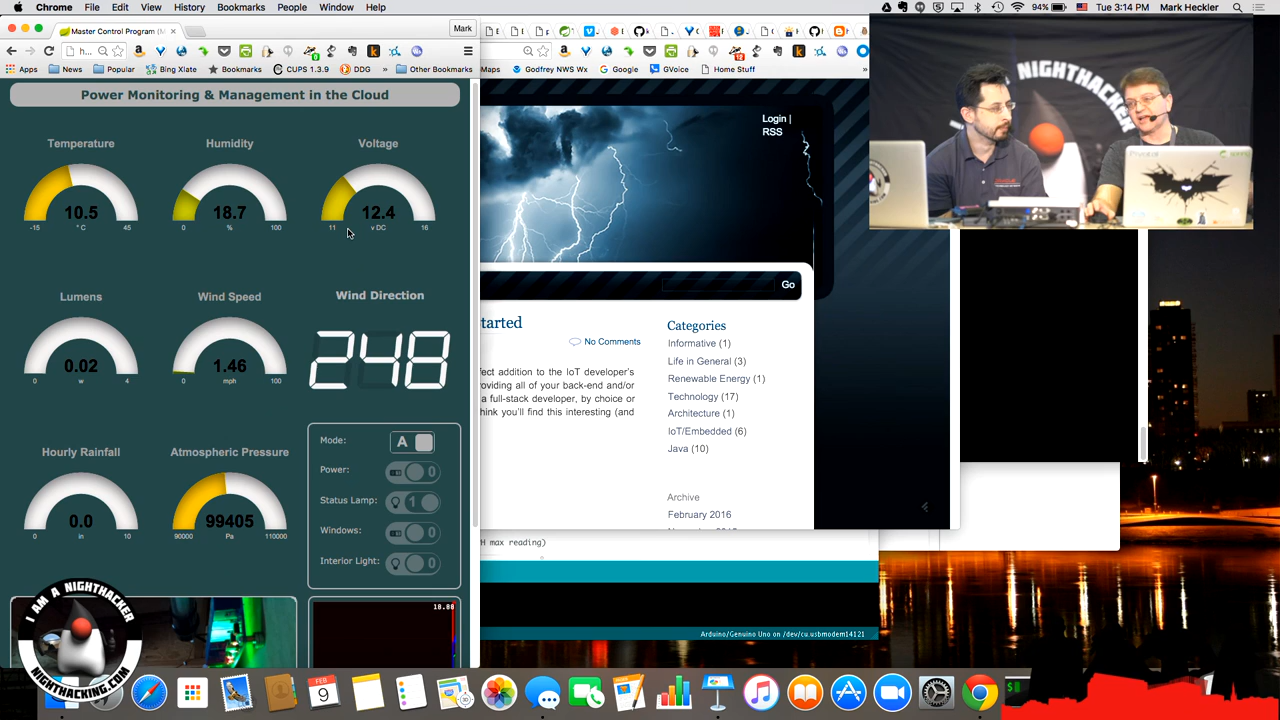 Chrome File Edit View History Bookmarks People Window Help
94% Tue 3:14 PM Mark Heckler
Master Control Program (M
Mark
h...
Apps News Popular Bing Xlate Bookmarks CUPS 1.3.9 DDG » Other Bookmarks
Maps Godfrey NWS Wx Google GVoice Home Stuff »
Power Monitoring & Management in the Cloud
Temperature Humidity Voltage
10.5 18.7 12.4
-15 ° C 45 0 % 100 11 v DC 16
Lumens Wind Speed Wind Direction
0.02 1.46 248
0 w 4 0 mph 100
Hourly Rainfall Atmospheric Pressure
0.0 99405
0 in 10 90000 Pa 110000
Mode: A
Power: 0
Status Lamp: 1
Windows: 0
Interior Light: 0
18.88
I AM A NIGHTHACKER
NIGHTHACKING.COM
Login |
RSS
Go
tarted
No Comments
fect addition to the IoT developer's
roviding all of your back-end and/or
a full-stack developer, by choice or
hink you'll find this interesting (and
Categories
Informative (1)
Life in General (3)
Renewable Energy (1)
Technology (17)
Architecture (1)
IoT/Embedded (6)
Java (10)
Archive
February 2016
H max reading)
Arduino/Genuino Uno on /dev/cu.usbmodem14121
NIGHTHACKER
Pivotal
FEB
9